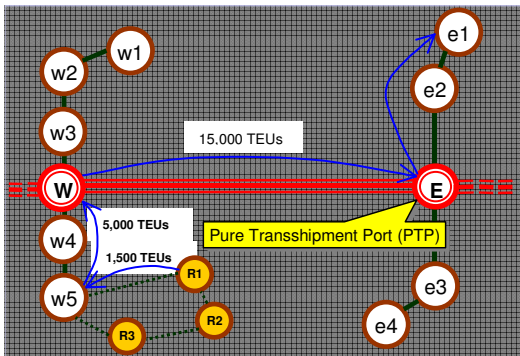 w1
e1
w2
e2
w3
15,000 TEUs
W
E
5,000 TEUs
w4
Pure Transshipment Port (PTP)
1,500 TEUs
R1
w5
e3
R2
R3
e4